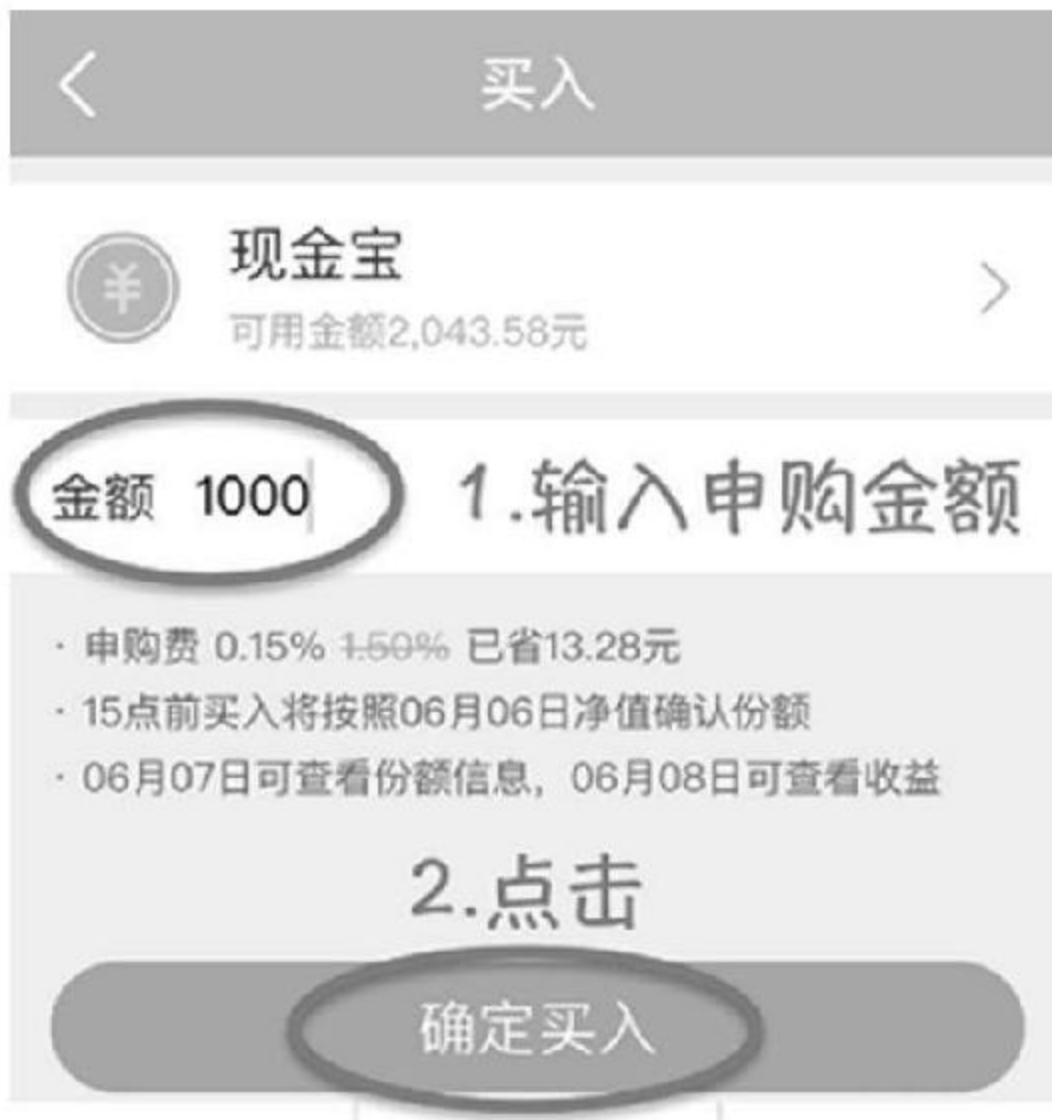 买入
¥
现金宝
可用金额2,043.58元
金额 1000 1.输入申购金额
· 申购费 0.15% 1.50% 已省13.28元
· 15点前买入将按照06月06日净值确认份额
· 06月07日可查看份额信息，06月08日可查看收益
2.点击
确定买入